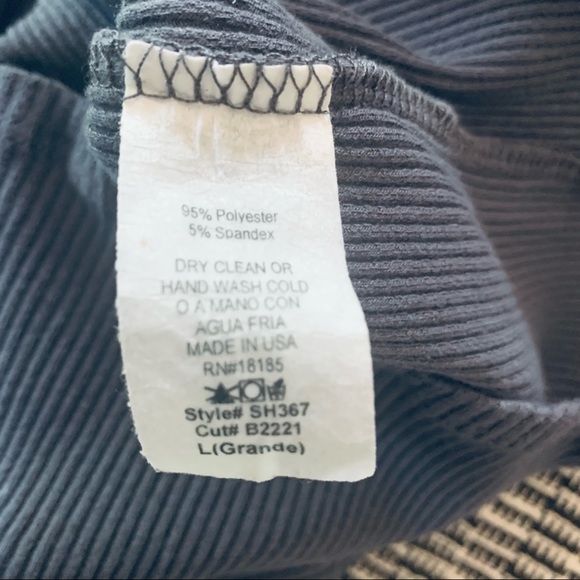 95% Polyester
5% Spandex
DRY CLEAN OR
HAND WASH COLD
O A MANO CON
AGUA FRIA
MADE IN USA
RN#18185
Style# SH367
Cut# B2221
L(Grande)